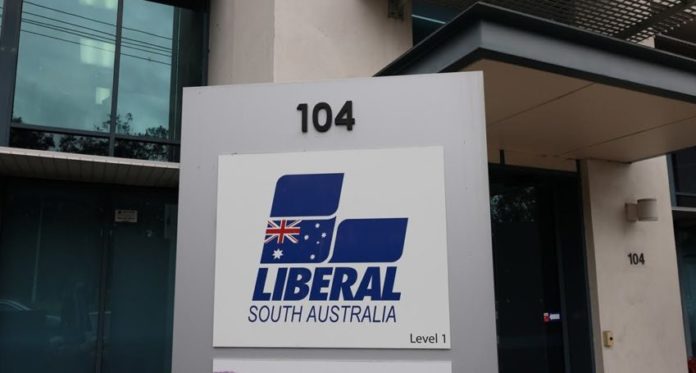 104
LIBERAL
SOUTH AUSTRALIA
Level 1
104